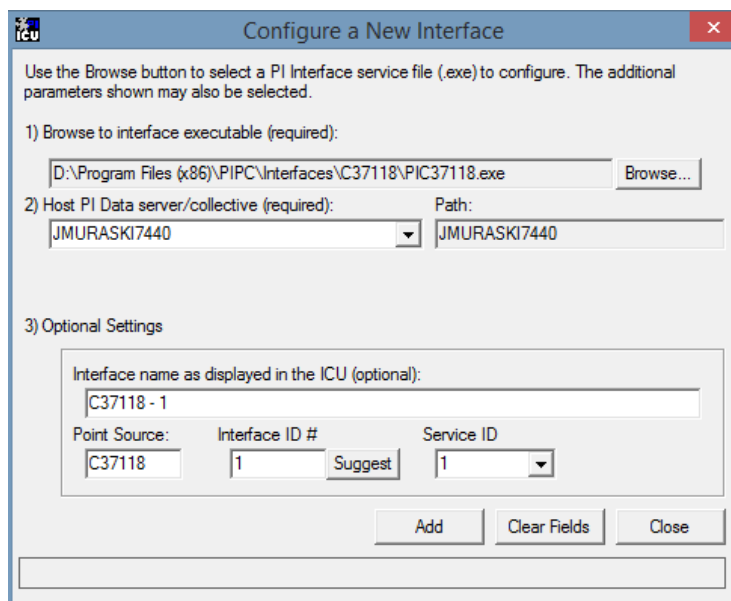 ICU
Configure a New Interface
Use the Browse button to select a PI Interface service file (.exe) to configure. The additional
parameters shown may also be selected.
1) Browse to interface executable (required):
D:\Program Files (x86)\PIPC\Interfaces\C37118\PIC37118.exe Browse...
2) Host PI Data server/collective (required): Path:
JMURASKI7440 JMURASKI7440
3) Optional Settings
Interface name as displayed in the ICU (optional):
C37118 - 1
Point Source: Interface ID # Service ID
C37118 1 Suggest 1
Add Clear Fields Close